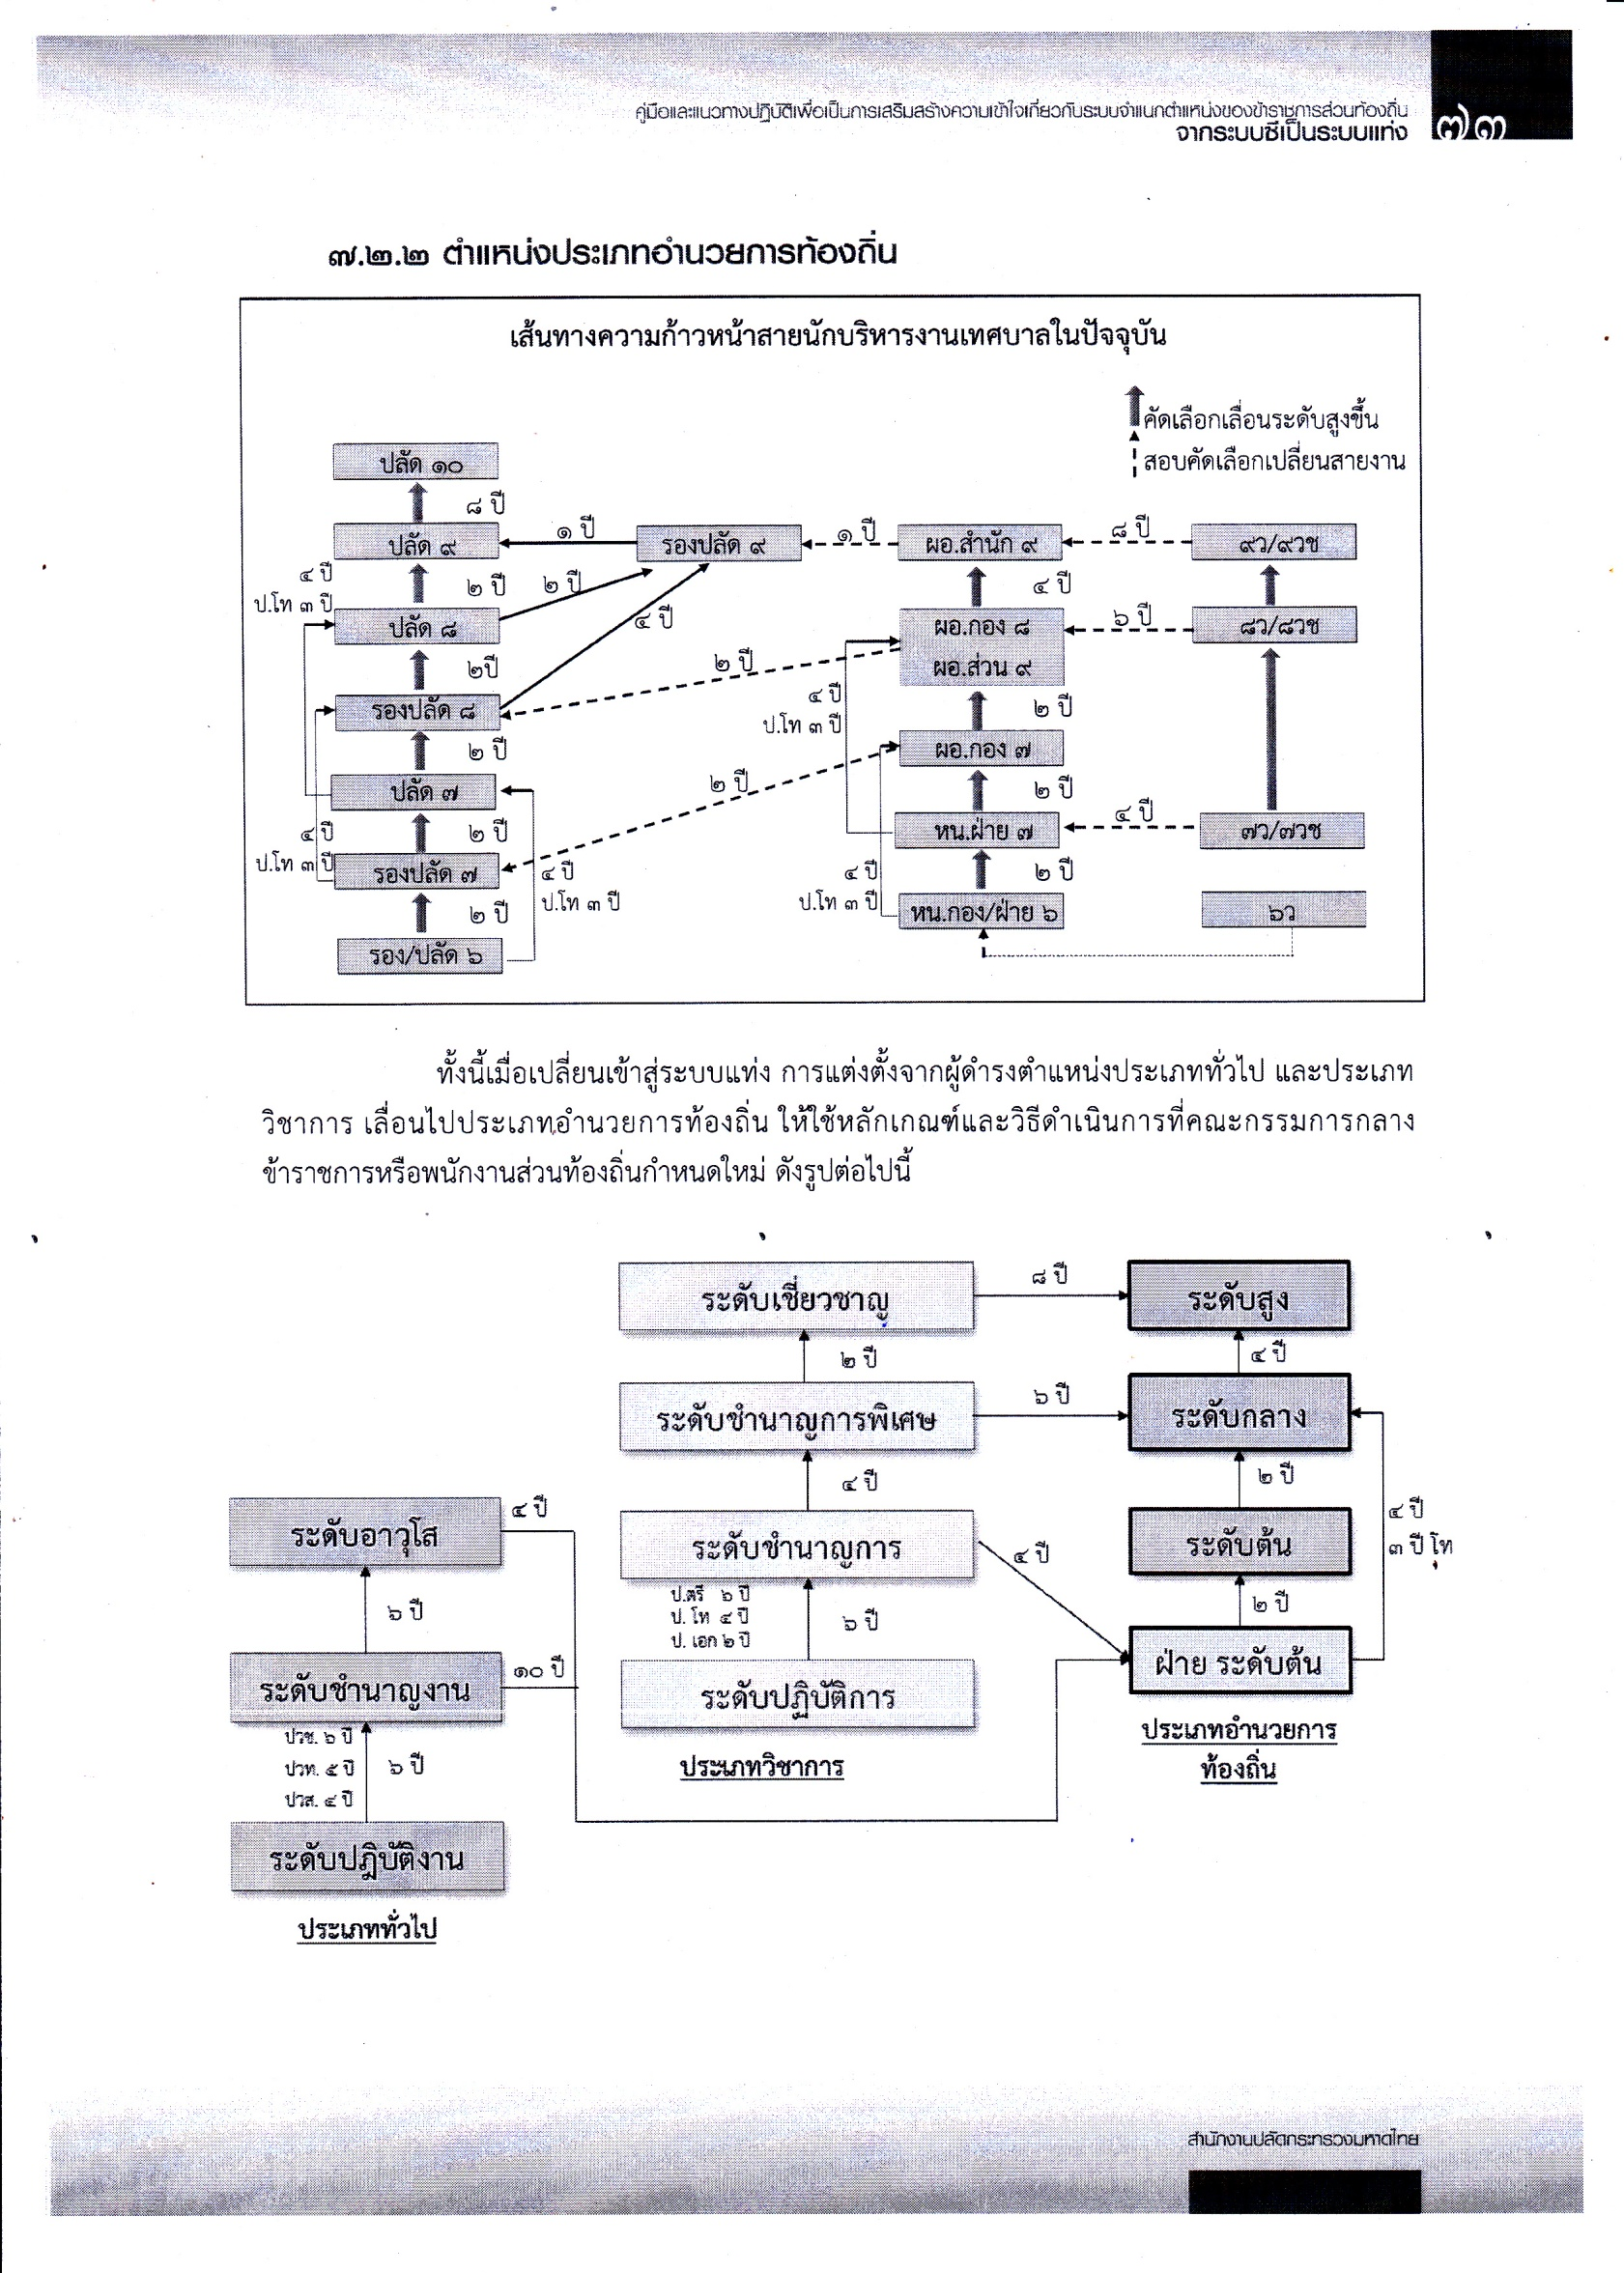 คู่มือและแนวทางปฏิบัติเพื่อเป็นการเสริมสร้างความเข้าใจเกี่ยวกับระบบจำแนกตำแหน่งของข้าราชการส่วนท้องถิ่น
จากระบบซีเป็นระบบแท่ง
๗๓
๗.๒.๒ ตำแหน่งประเภทอำนวยการท้องถิ่น
เส้นทางความก้าวหน้าสายนักบริหารงานเทศบาลในปัจจุบัน
คัดเลือกเลื่อนระดับสูงขึ้น
สอบคัดเลือกเปลี่ยนสายงาน
ปลัด ๑๐
๘ ปี
ปลัด ๙
๑ ปี
รองปลัด ๙
๑ ปี
ผอ.สำนัก ๙
๘ ปี
๙ว/๙วช
๔ ปี
ป.โท ๓ ปี
๒ ปี
๒ ปี
๔ ปี
๔ ปี
ปลัด ๘
ผอ.กอง ๘
ผอ.ส่วน ๙
๖ ปี
๘ว/๘วช
๒ปี
๒ ปี
๔ ปี
ป.โท ๓ ปี
๒ ปี
รองปลัด ๘
๒ ปี
ผอ.กอง ๗
๒ ปี
๒ ปี
ปลัด ๗
๔ ปี
ป.โท ๓ ปี
๒ ปี
หน.ฝ่าย ๗
๔ ปี
๗ว/๗วช
รองปลัด ๗
๔ ปี
ป.โท ๓ ปี
๔ ปี
ป.โท ๓ ปี
๒ ปี
๒ ปี
หน.กอง/ฝ่าย ๖
๖ว
รอง/ปลัด ๖
ทั้งนี้เมื่อเปลี่ยนเข้าสู่ระบบแท่ง การแต่งตั้งจากผู้ดำรงตำแหน่งประเภททั่วไป และประเภท
วิชาการ เลื่อนไปประเภทอำนวยการท้องถิ่น ให้ใช้หลักเกณฑ์และวิธีดำเนินการที่คณะกรรมการกลาง
ข้าราชการหรือพนักงานส่วนท้องถิ่นกำหนดใหม่ ดังรูปต่อไปนี้
ระดับเชี่ยวชาญ
๘ ปี
ระดับสูง
๒ ปี
๔ ปี
ระดับชำนาญการพิเศษ
๖ ปี
ระดับกลาง
๔ ปี
๒ ปี
๔ ปี
๓ ปี โท
ระดับอาวุโส
๔ ปี
ระดับชำนาญการ
๔ ปี
ระดับต้น
๖ ปี
ป.ตรี ๖ ปี
ป. โท ๔ ปี
ป. เอก ๒ ปี
๖ ปี
๒ ปี
ระดับชำนาญงาน
๑๐ ปี
ระดับปฏิบัติการ
ฝ่าย ระดับต้น
ปวช. ๖ ปี
ปวท. ๕ ปี
ปวส. ๔ ปี
๖ ปี
ประเภทวิชาการ
ประเภทอำนวยการ
ท้องถิ่น
ระดับปฏิบัติงาน
ประเภททั่วไป
สำนักงานปลัดกระทรวงมหาดไทย